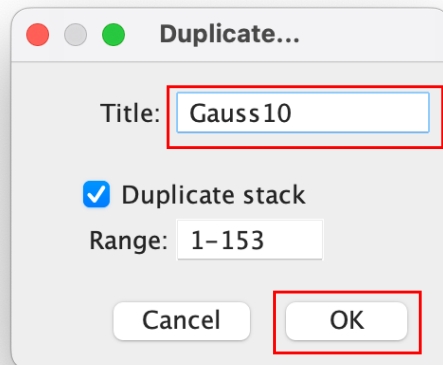 Duplicate...
Title: Gauss10
Duplicate stack
Range: 1-153
Cancel OK